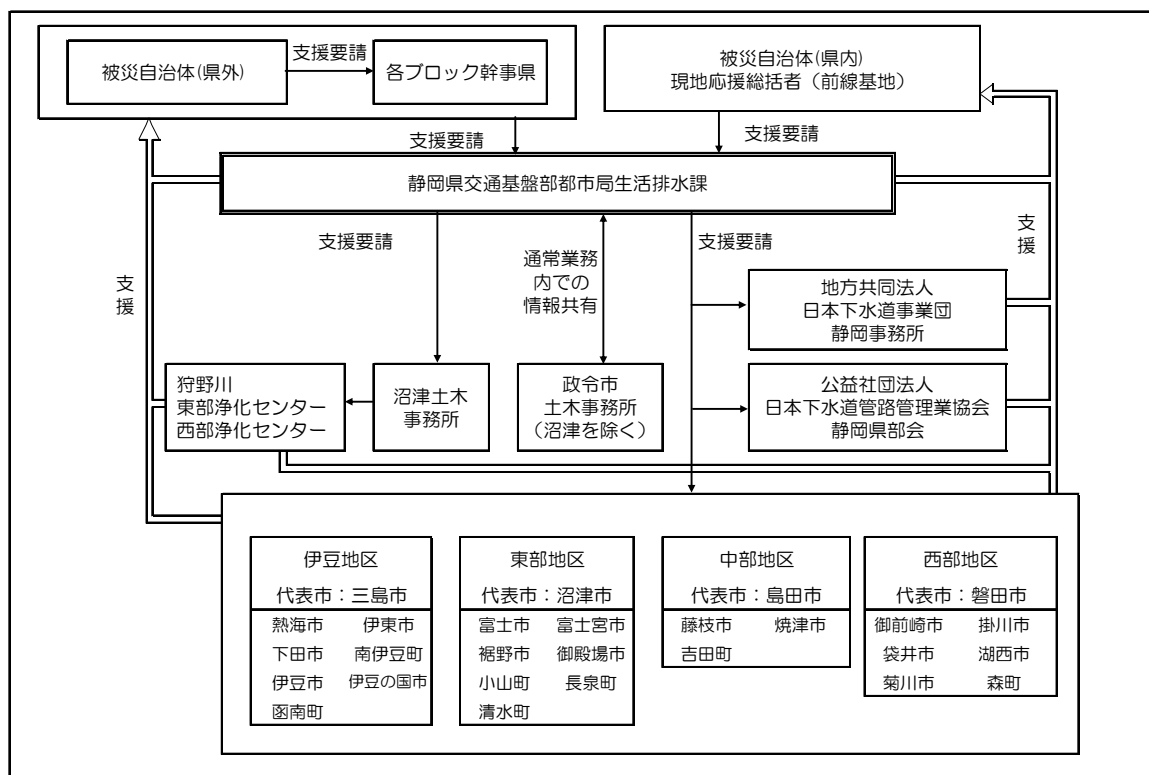 被災自治体(県外)
支援要請
各ブロック幹事県
被災自治体(県内)
現地応援総括者（前線基地）
支援要請
支援要請
静岡県交通基盤部都市局生活排水課
支援要請
通常業務
内での
情報共有
支援要請
支援
支援
地方共同法人
日本下水道事業団
静岡事務所
狩野川
東部浄化センター
西部浄化センター
沼津土木
事務所
政令市
土木事務所
（沼津を除く）
公益社団法人
日本下水道管路管理業協会
静岡県部会
伊豆地区
代表市：三島市
熱海市 伊東市
下田市 南伊豆町
伊豆市 伊豆の国市
函南町
東部地区
代表市：沼津市
富士市 富士宮市
裾野市 御殿場市
小山町 長泉町
清水町
中部地区
代表市：島田市
藤枝市 焼津市
吉田町
西部地区
代表市：磐田市
御前崎市 掛川市
袋井市 湖西市
菊川市 森町